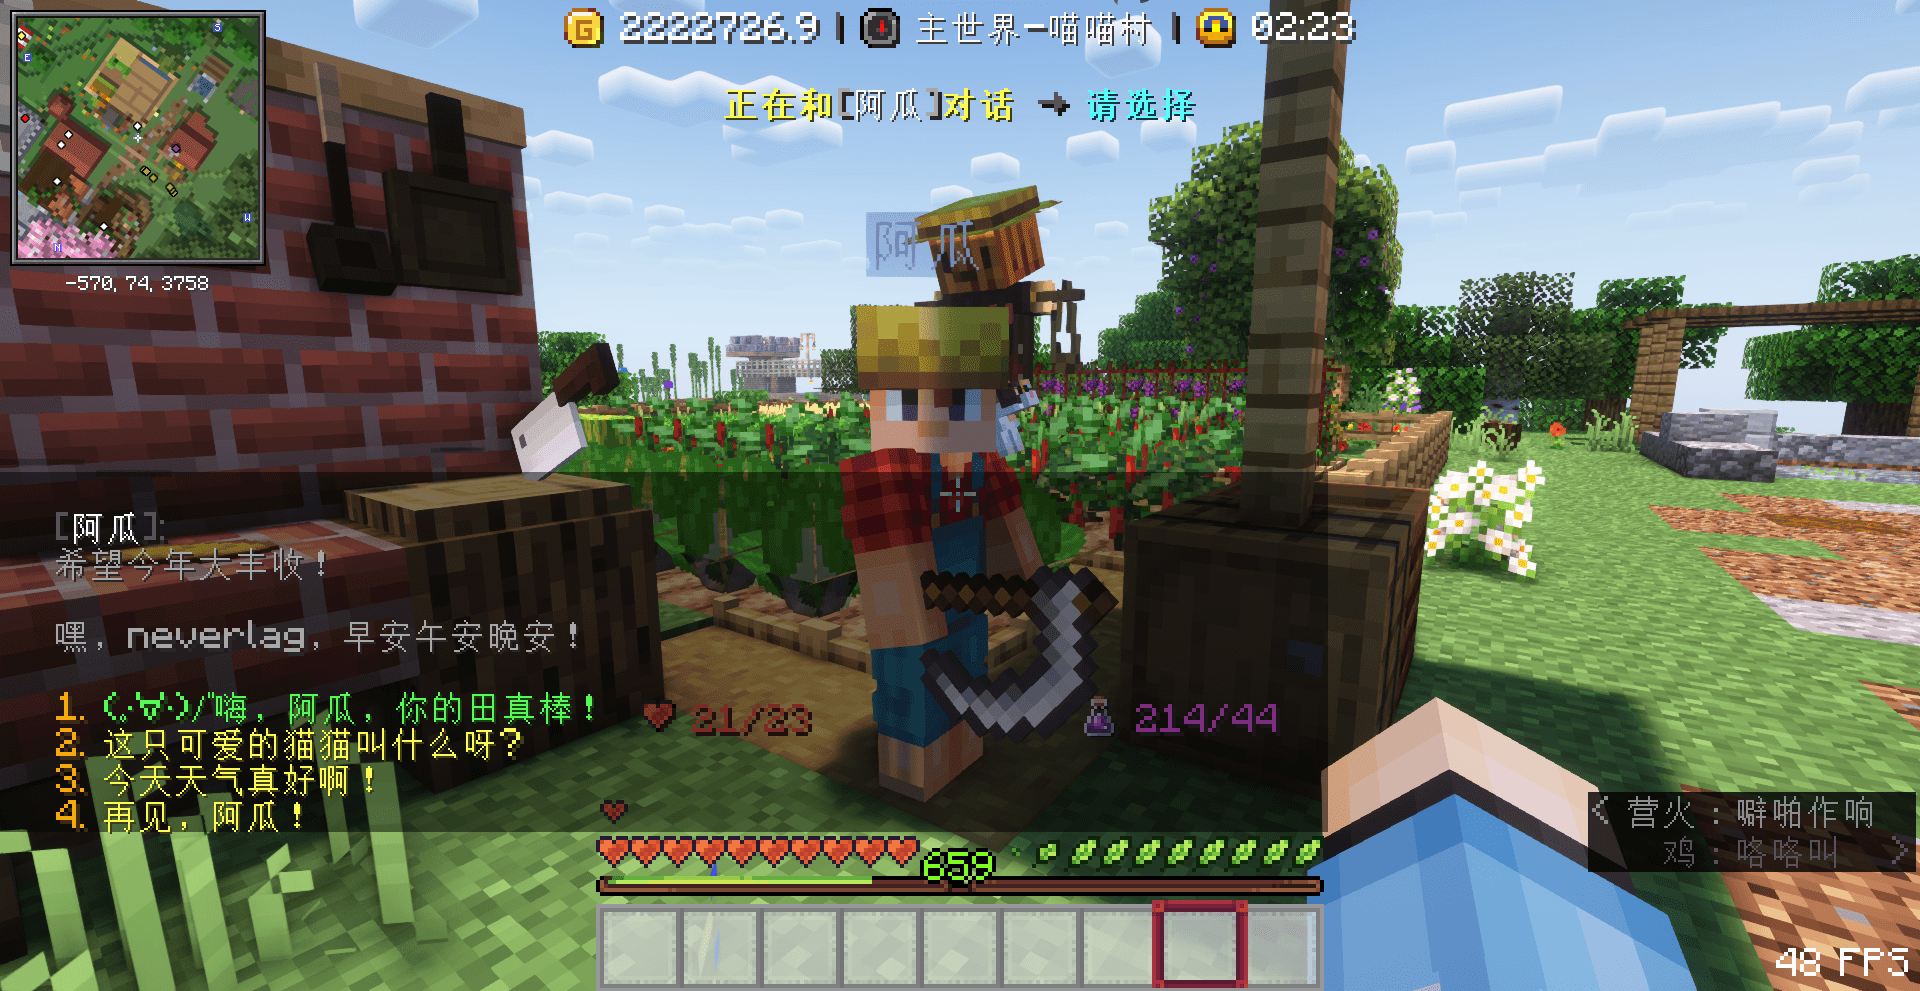 2222726.9 | 主世界-喵喵村 | 02:23
正在和[阿瓜]对话 → 请选择
S
E
W
N
-570, 74, 3758
阿瓜
[阿瓜]:
希望今年大丰收!
嘿, neverlag, 早安午安晚安!
1. (｡･∀･)ﾉﾞ嗨, 阿瓜, 你的田真棒!
2. 这只可爱的猫猫叫什么呀?
3. 今天天气真好啊!
4. 再见, 阿瓜!
21/23
214/44
659
< 营火：噼啪作响
鸡：咯咯叫 >
48 FPS